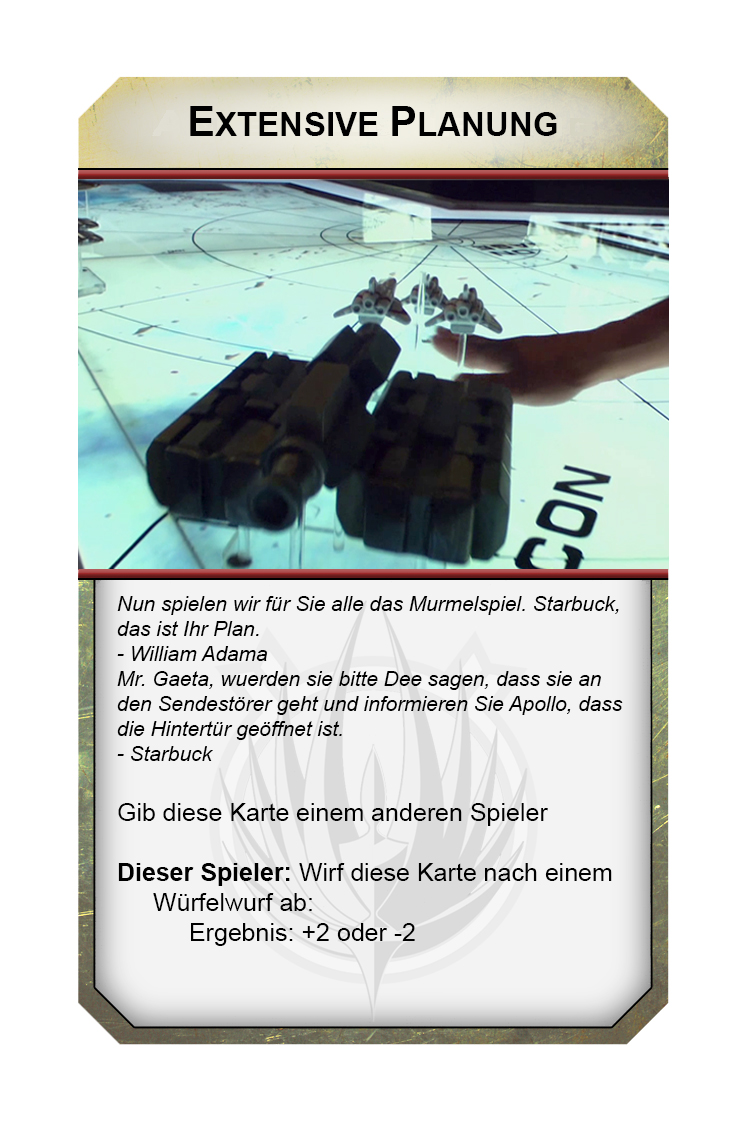 EXTENSIVE PLANUNG
CON
Nun spielen wir für Sie alle das Murmelspiel. Starbuck,
das ist Ihr Plan.
- William Adama
Mr. Gaeta, wuerden sie bitte Dee sagen, dass sie an
den Sendestörer geht und informieren Sie Apollo, dass
die Hintertür geöffnet ist.
- Starbuck
Gib diese Karte einem anderen Spieler
Dieser Spieler: Wirf diese Karte nach einem
Würfelwurf ab:
Ergebnis: +2 oder -2